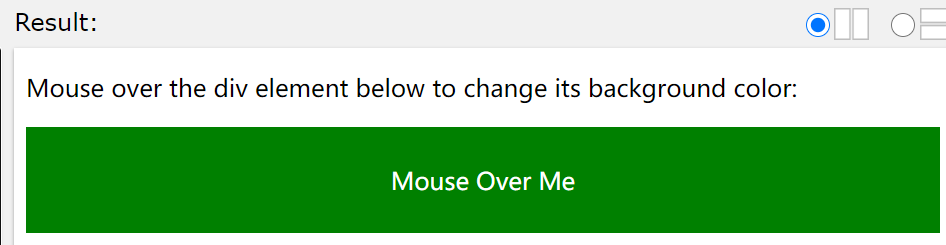 Result:
Mouse over the div element below to change its background color:
Mouse Over Me